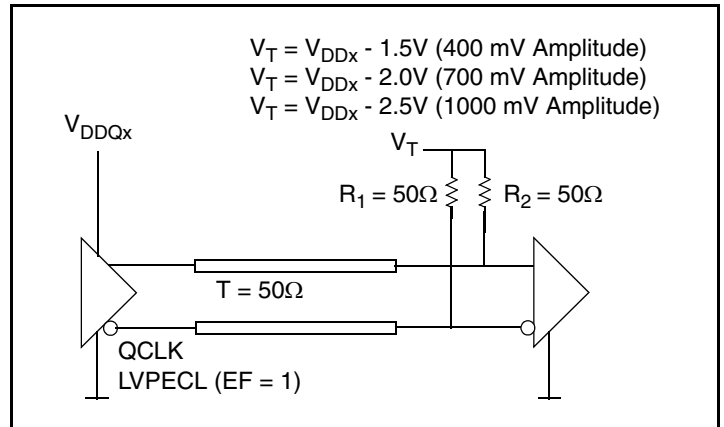 V_T = V_DDx - 1.5V (400 mV Amplitude)
V_T = V_DDx - 2.0V (700 mV Amplitude)
V_T = V_DDx - 2.5V (1000 mV Amplitude)
V_DDQx
V_T
R_1 = 50Ω
R_2 = 50Ω
T = 50Ω
QCLK
LVPECL (EF = 1)